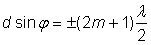 d sin φ = ±(2m + 1) λ/2